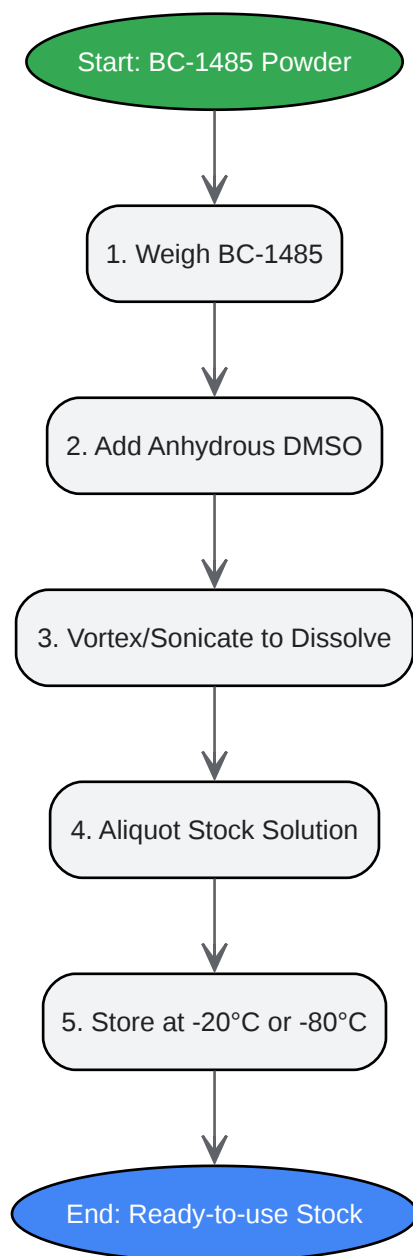 Start: BC-1485 Powder
1. Weigh BC-1485
2. Add Anhydrous DMSO
3. Vortex/Sonicate to Dissolve
4. Aliquot Stock Solution
5. Store at -20°C or -80°C
End: Ready-to-use Stock